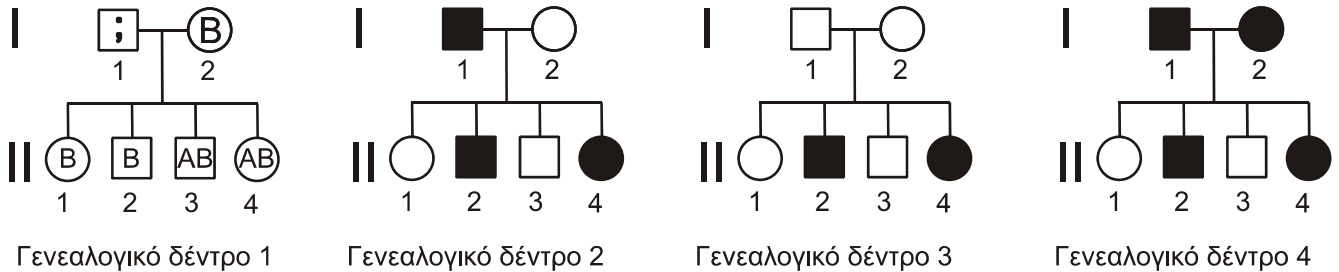 I ; B I I I
1 2 1 2 1 2 1 2
II B B AB AB II II II
1 2 3 4 1 2 3 4 1 2 3 4 1 2 3 4
Γενεαλογικό δέντρο 1 Γενεαλογικό δέντρο 2 Γενεαλογικό δέντρο 3 Γενεαλογικό δέντρο 4